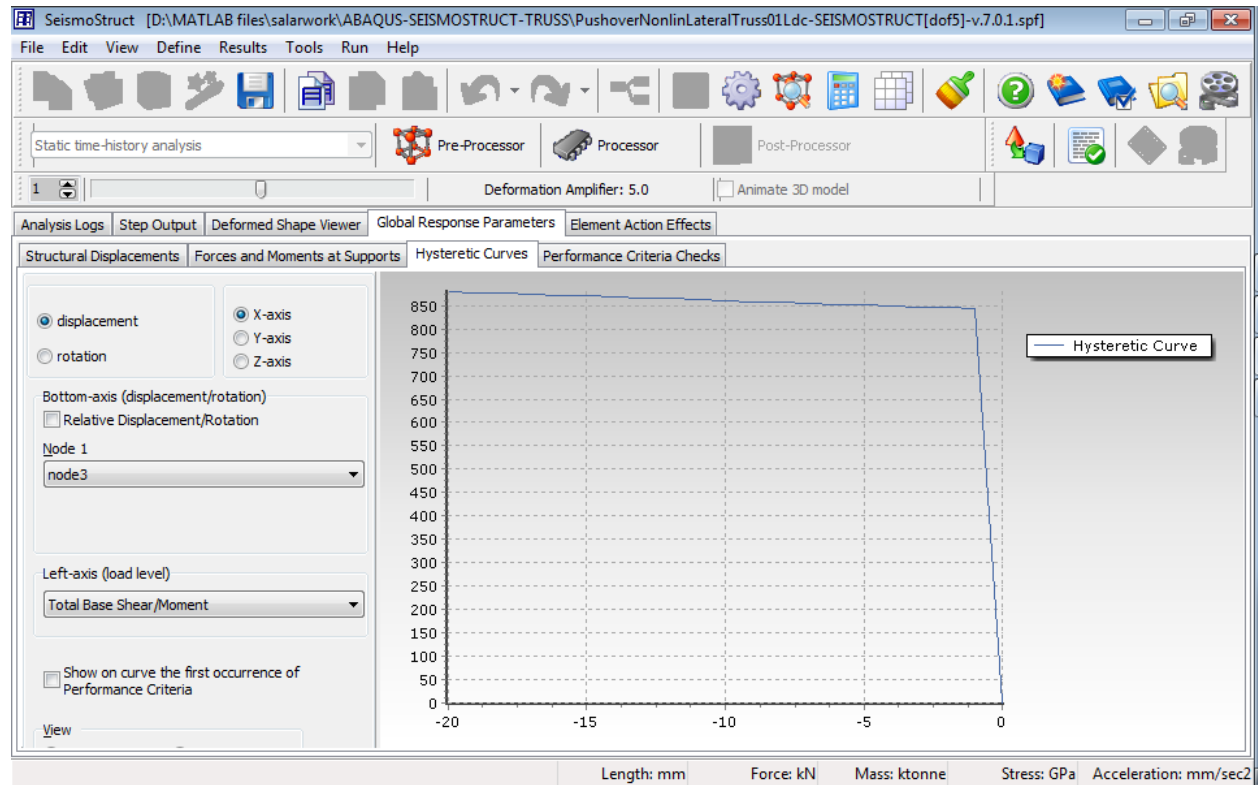 SeismoStruct [D:\MATLAB files\salarwork\ABAQUS-SEISMOSTRUCT-TRUSS\PushoverNonlinLateralTruss01Ldc-SEISMOSTRUCT[dof5]-v.7.0.1.spf]
File Edit View Define Results Tools Run Help
Static time-history analysis Pre-Processor Processor Post-Processor
1 Deformation Amplifier: 5.0 Animate 3D model
Analysis Logs Step Output Deformed Shape Viewer Global Response Parameters Element Action Effects
Structural Displacements Forces and Moments at Supports Hysteretic Curves Performance Criteria Checks
displacement
rotation
X-axis
Y-axis
Z-axis
Bottom-axis (displacement/rotation)
Relative Displacement/Rotation
Node 1
node3
Left-axis (load level)
Total Base Shear/Moment
Show on curve the first occurrence of
Performance Criteria
View
850
800
750
700
650
600
550
500
450
400
350
300
250
200
150
100
50
0
-20 -15 -10 -5 0
Hysteretic Curve
Length: mm Force: kN Mass: ktonne Stress: GPa Acceleration: mm/sec2